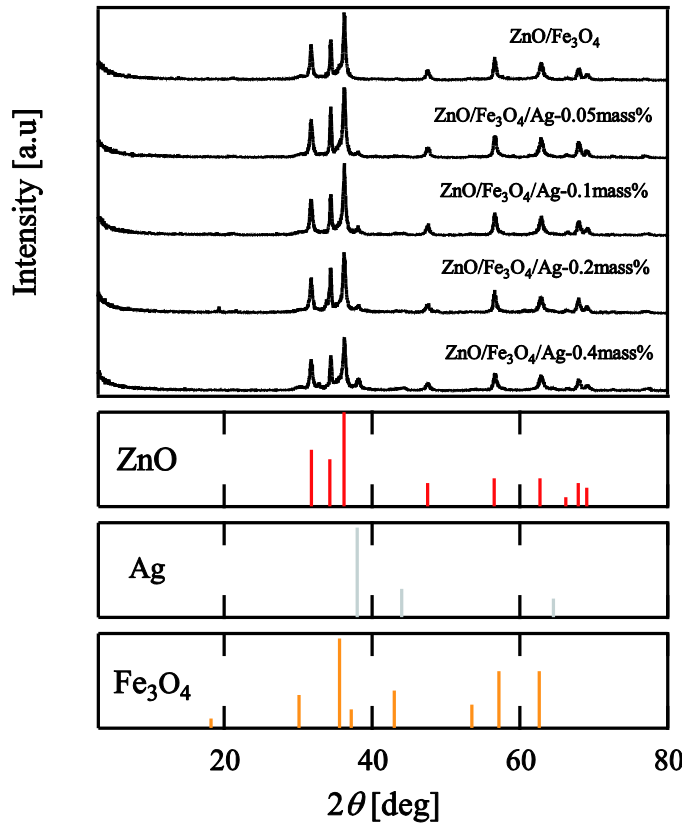 Intensity [a.u]
ZnO/Fe₃O₄
ZnO/Fe₃O₄/Ag-0.05mass%
ZnO/Fe₃O₄/Ag-0.1mass%
ZnO/Fe₃O₄/Ag-0.2mass%
ZnO/Fe₃O₄/Ag-0.4mass%
ZnO
Ag
Fe₃O₄
20 40 60 80
2θ [deg]